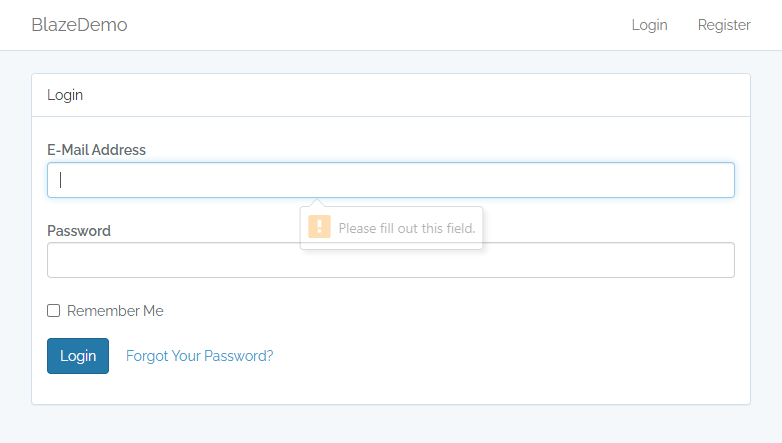 BlazeDemo
Login Register
Login
E-Mail Address
Please fill out this field.
Password
Remember Me
Login Forgot Your Password?